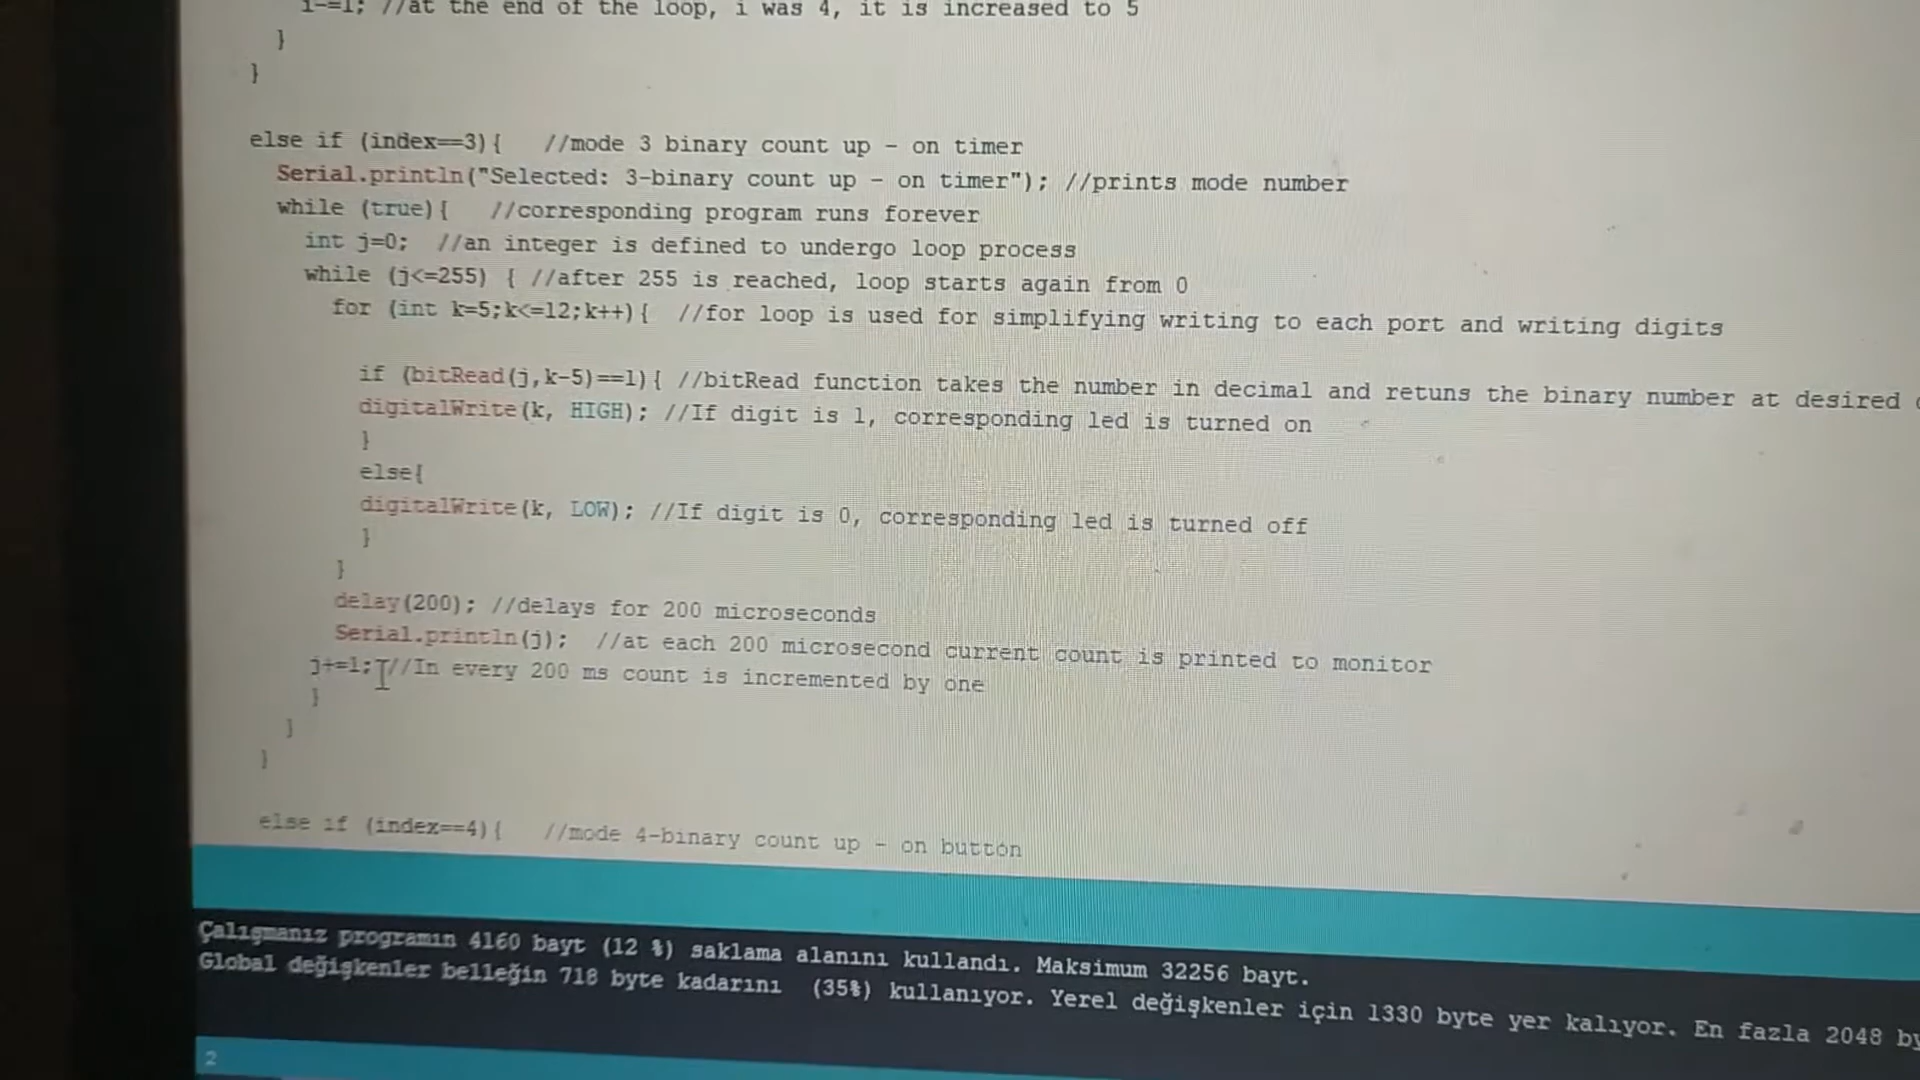 i-=1; //at the end of the loop, i was 4, it is increased to 5
}
}
else if (index==3){ //mode 3 binary count up - on timer
Serial.println("Selected: 3-binary count up - on timer"); //prints mode number
while (true){ //corresponding program runs forever
int j=0; //an integer is defined to undergo loop process
while (j<=255) { //after 255 is reached, loop starts again from 0
for (int k=5;k<=12;k++){ //for loop is used for simplifying writing to each port and writing digits
if (bitRead(j,k-5)==1){ //bitRead function takes the number in decimal and retuns the binary number at desired
digitalWrite(k, HIGH); //If digit is 1, corresponding led is turned on
}
else{
digitalWrite(k, LOW); //If digit is 0, corresponding led is turned off
}
}
delay(200); //delays for 200 microseconds
Serial.println(j); //at each 200 microsecond current count is printed to monitor
j+=1; //In every 200 ms count is incremented by one
}
}
}
else if (index==4){ //mode 4-binary count up - on button
Çalışmanız programın 4160 bayt (12 %) saklama alanını kullandı. Maksimum 32256 bayt.
Global değişkenler belleğin 718 byte kadarını (35%) kullanıyor. Yerel değişkenler için 1330 byte yer kalıyor. En fazla 2048 by
2